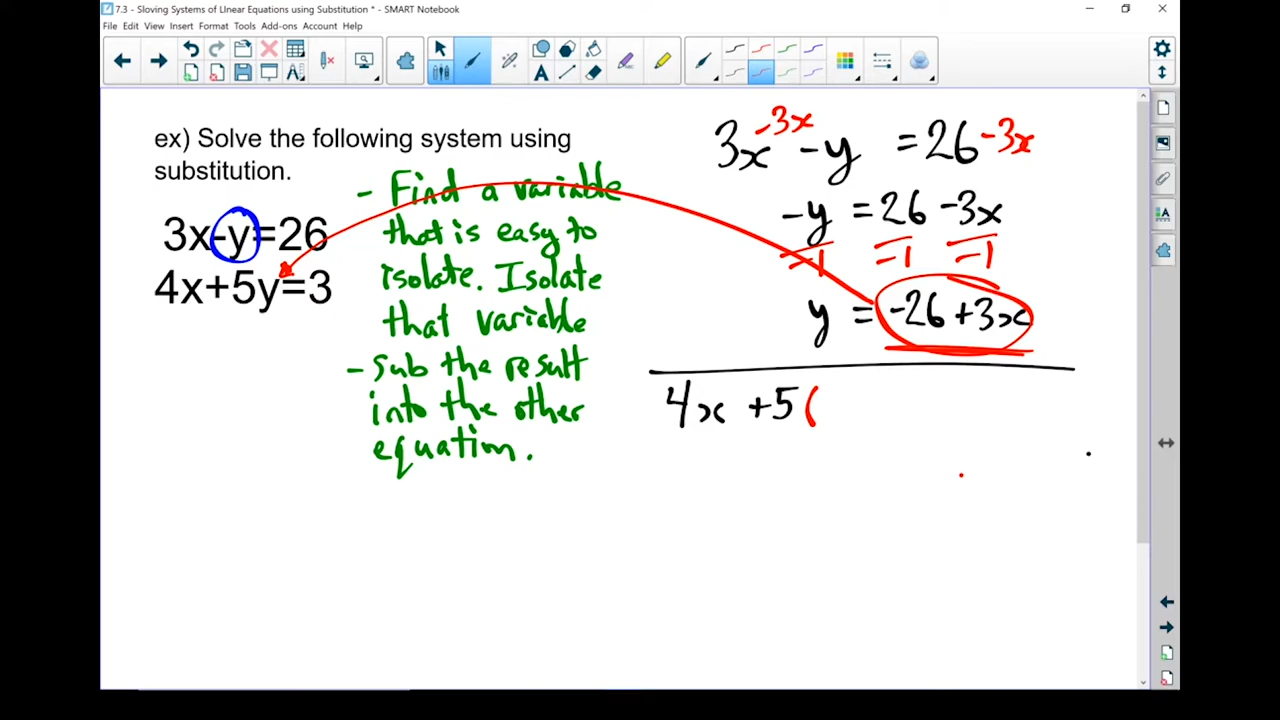 7.3 - Sloving Systems of LInear Equations using Substitution * - SMART Notebook
File Edit View Insert Format Tools Add-ons Account Help
ex) Solve the following system using
substitution.
3x-y=26
4x+5y=3
- Find a variable
that is easy to
isolate. Isolate
that variable
- Sub the result
into the other
equation.
3x -3x -y = 26 -3x
-y = 26 -3x
-1 -1 -1
y = -26 +3x
4x +5(